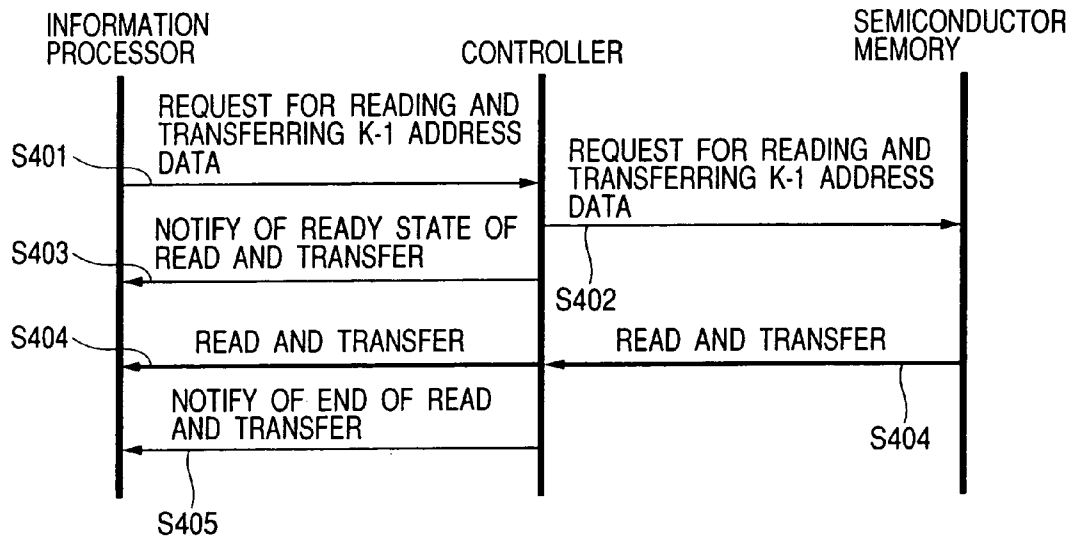 INFORMATION
PROCESSOR
CONTROLLER
SEMICONDUCTOR
MEMORY
REQUEST FOR READING AND
TRANSFERRING K-1 ADDRESS
DATA
S401
REQUEST FOR READING AND
TRANSFERRING K-1 ADDRESS
DATA
NOTIFY OF READY STATE OF
READ AND TRANSFER
S403
S402
S404
READ AND TRANSFER
READ AND TRANSFER
NOTIFY OF END OF READ
AND TRANSFER
S404
S405